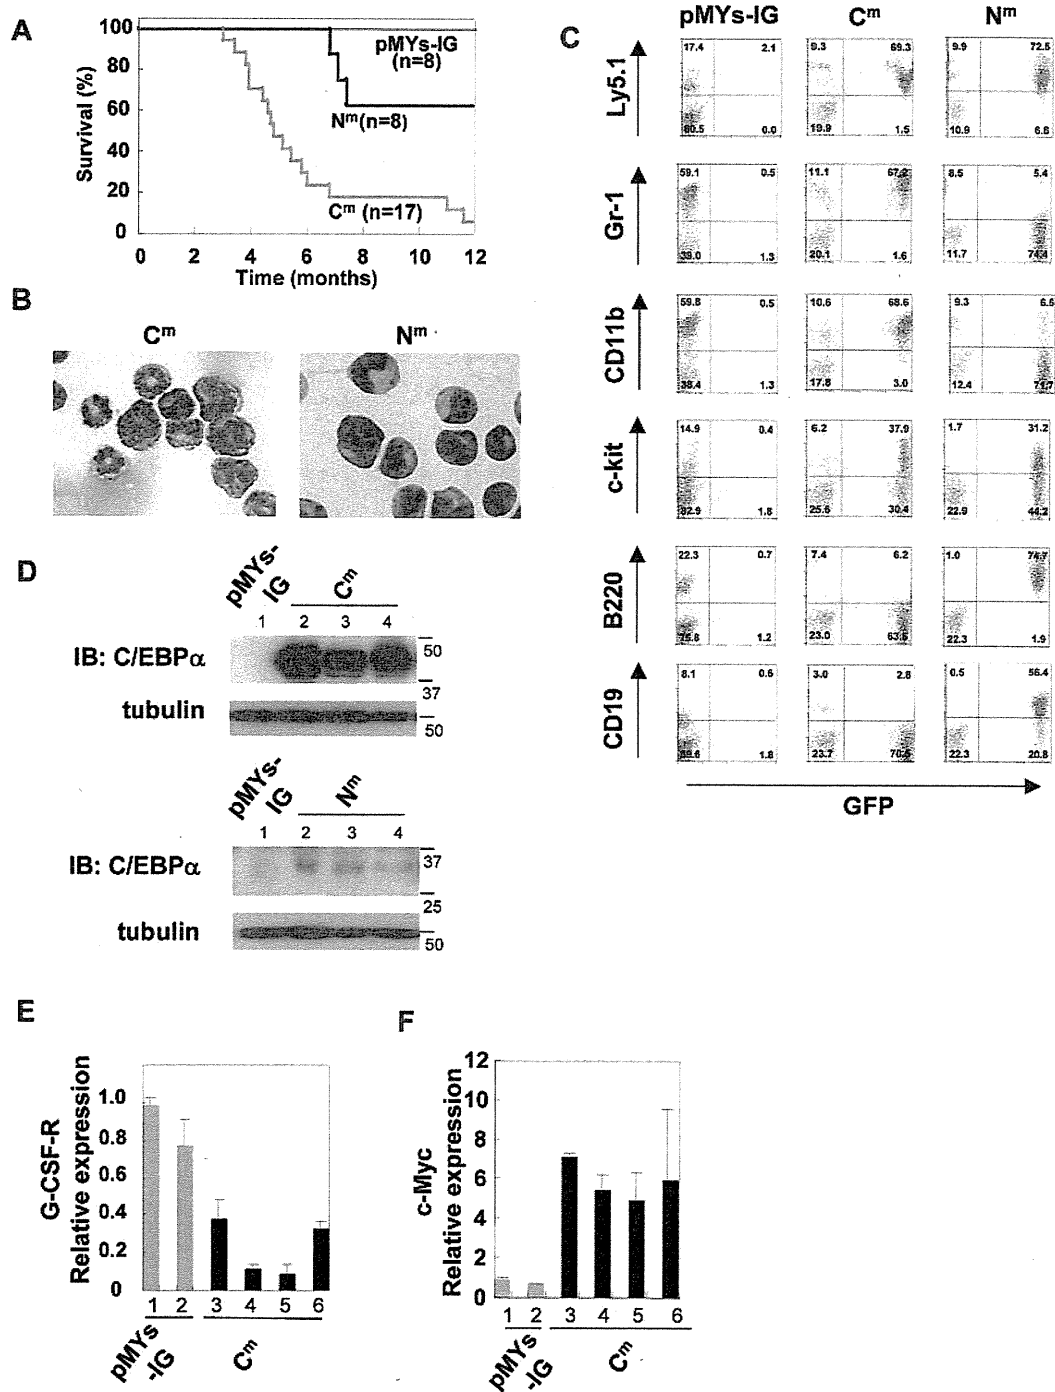 A
100
80
60
40
20
0
Survival (%)
pMYs-IG
(n=8)
Nm(n=8)
Cm (n=17)
0 2 4 6 8 10 12
Time (months)
B
Cm
Nm
C
pMYs-IG Cm Nm
Ly5.1
17.4 2.1
80.5 0.0
9.3 69.3
19.9 1.5
9.9 72.5
10.9 6.6
Gr-1
59.1 0.5
39.0 1.3
11.1 67.2
20.1 1.6
8.5 5.4
11.7 74.4
CD11b
59.8 0.5
38.4 1.3
10.6 68.6
17.8 3.0
9.3 6.5
12.4 71.7
c-kit
14.9 0.4
82.9 1.8
6.2 37.9
25.6 30.4
1.7 31.2
22.9 44.2
B220
22.3 0.7
75.8 1.2
7.4 6.2
23.0 63.5
1.0 74.7
22.3 1.9
CD19
8.1 0.6
89.6 1.8
3.0 2.8
23.7 70.5
0.5 56.4
22.3 20.8
GFP
D
pMYs-
IG
Cm
1 2 3 4
IB: C/EBPα
50
37
tubulin
50
pMYs-
IG
Nm
1 2 3 4
IB: C/EBPα
37
25
tubulin
50
E
G-CSF-R
Relative expression
1.0
0.8
0.6
0.4
0.2
0
1 2 3 4 5 6
pMYs
-IG
Cm
F
c-Myc
Relative expression
12
10
8
6
4
2
0
1 2 3 4 5 6
pMYs
-IG
Cm